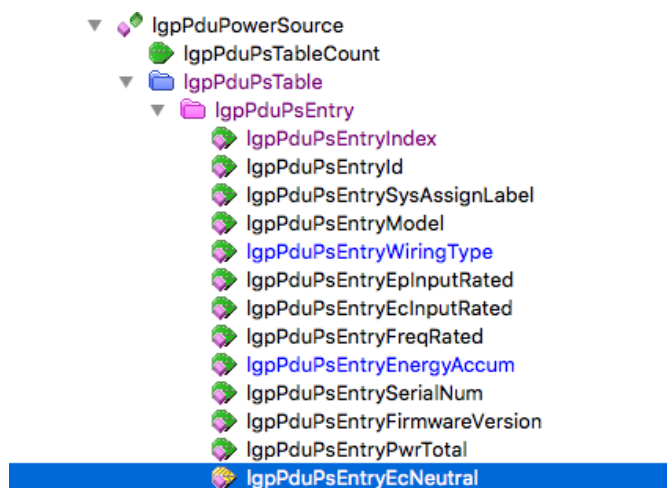 lgpPduPowerSource
lgpPduPsTableCount
lgpPduPsTable
lgpPduPsEntry
lgpPduPsEntryIndex
lgpPduPsEntryId
lgpPduPsEntrySysAssignLabel
lgpPduPsEntryModel
lgpPduPsEntryWiringType
lgpPduPsEntryEpInputRated
lgpPduPsEntryEcInputRated
lgpPduPsEntryFreqRated
lgpPduPsEntryEnergyAccum
lgpPduPsEntrySerialNum
lgpPduPsEntryFirmwareVersion
lgpPduPsEntryPwrTotal
lgpPduPsEntryEcNeutral